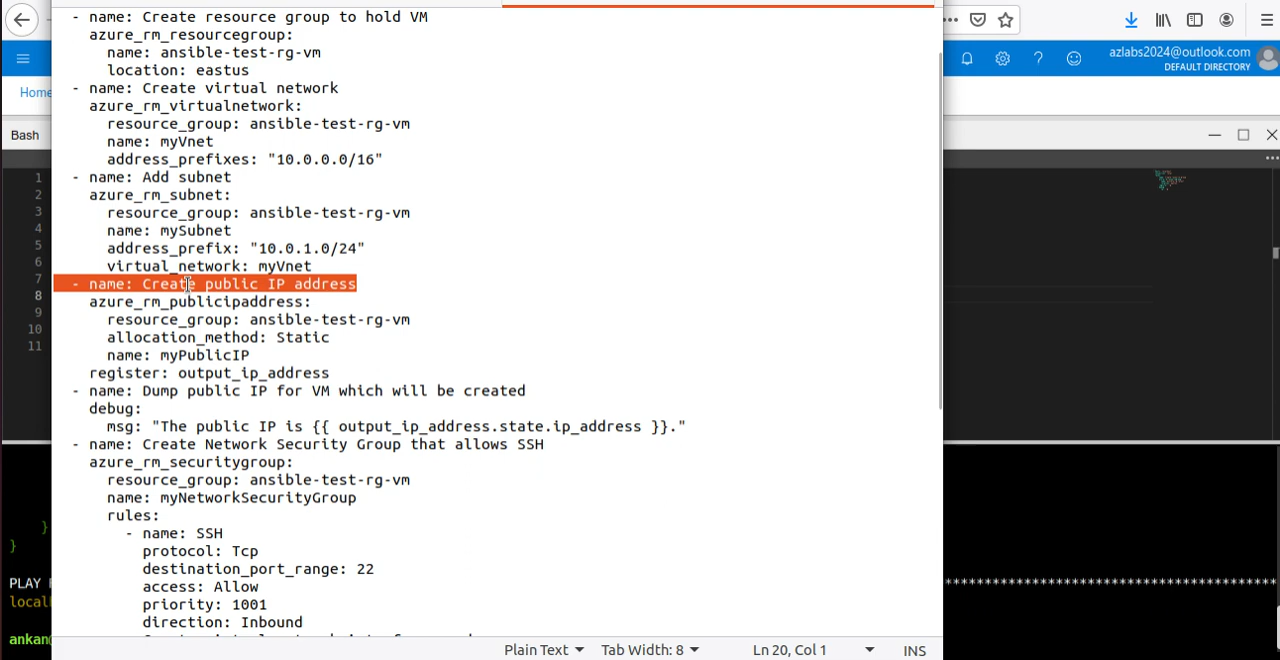 - name: Create resource group to hold VM
azure_rm_resourcegroup:
name: ansible-test-rg-vm
location: eastus
- name: Create virtual network
azure_rm_virtualnetwork:
resource_group: ansible-test-rg-vm
name: myVnet
address_prefixes: "10.0.0.0/16"
- name: Add subnet
azure_rm_subnet:
resource_group: ansible-test-rg-vm
name: mySubnet
address_prefix: "10.0.1.0/24"
virtual_network: myVnet
- name: Create public IP address
azure_rm_publicipaddress:
resource_group: ansible-test-rg-vm
allocation_method: Static
name: myPublicIP
register: output_ip_address
- name: Dump public IP for VM which will be created
debug:
msg: "The public IP is {{ output_ip_address.state.ip_address }}."
- name: Create Network Security Group that allows SSH
azure_rm_securitygroup:
resource_group: ansible-test-rg-vm
name: myNetworkSecurityGroup
rules:
- name: SSH
protocol: Tcp
destination_port_range: 22
access: Allow
priority: 1001
direction: Inbound
Plain Text Tab Width: 8 Ln 20, Col 1 INS
azlabs2024@outlook.com
DEFAULT DIRECTORY
Home
Bash
1
2
3
4
5
6
7
8
9
10
11
}
}
PLAY
*******************************************
local
ankan@